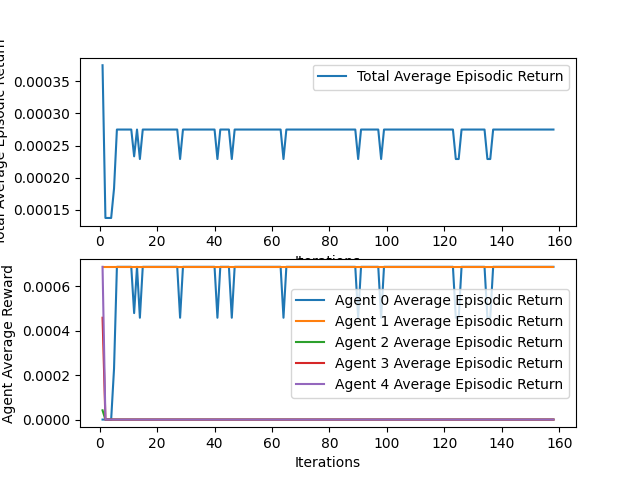 Total Average Episodic Return
Total Average Episodic Return
0.00035
0.00030
0.00025
0.00020
0.00015
0 20 40 60 80 100 120 140 160
Iterations
Agent Average Reward
0.0006
0.0004
0.0002
0.0000
Agent 0 Average Episodic Return
Agent 1 Average Episodic Return
Agent 2 Average Episodic Return
Agent 3 Average Episodic Return
Agent 4 Average Episodic Return
0 20 40 60 80 100 120 140 160
Iterations